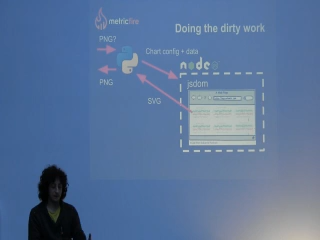 metricfire
Doing the dirty work
PNG?
Chart config + data
node
PNG
jsdom
SVG